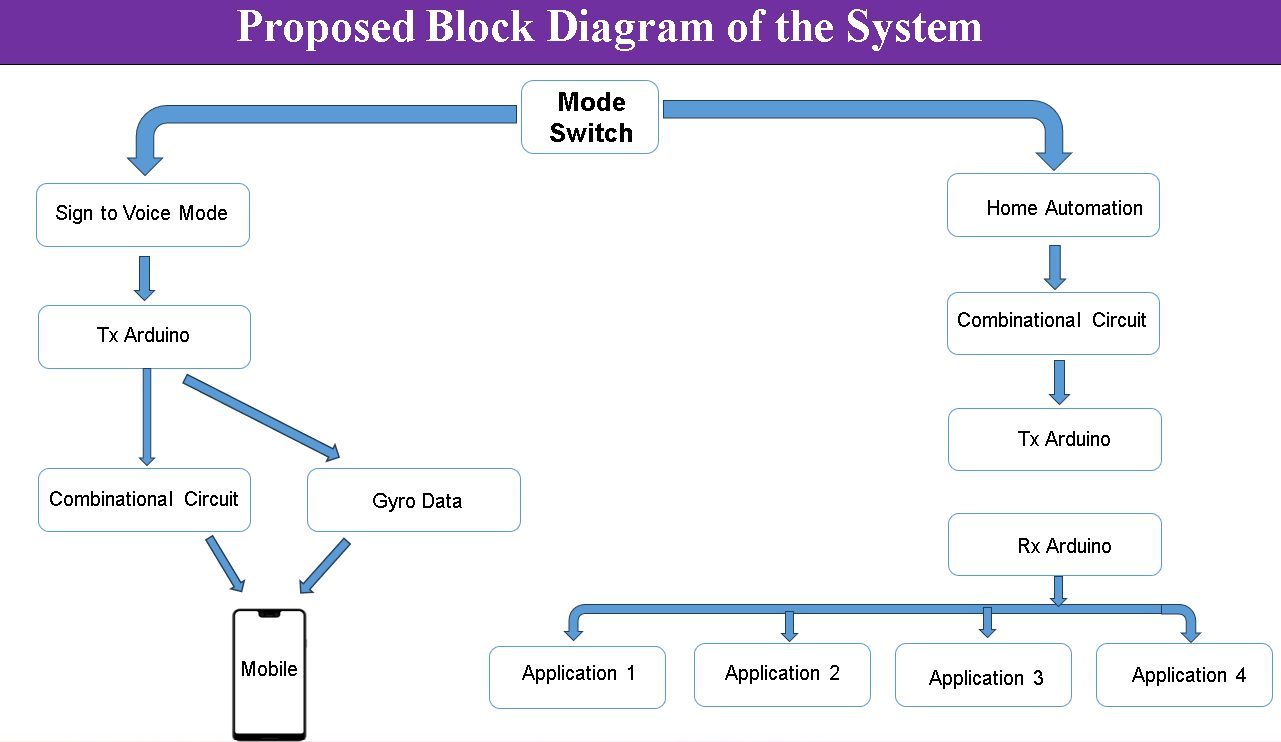 Proposed Block Diagram of the System
Mode
Switch
Sign to Voice Mode
Home Automation
Tx Arduino
Combinational Circuit
Tx Arduino
Combinational Circuit
Gyro Data
Rx Arduino
Mobile
Application 1
Application 2
Application 3
Application 4